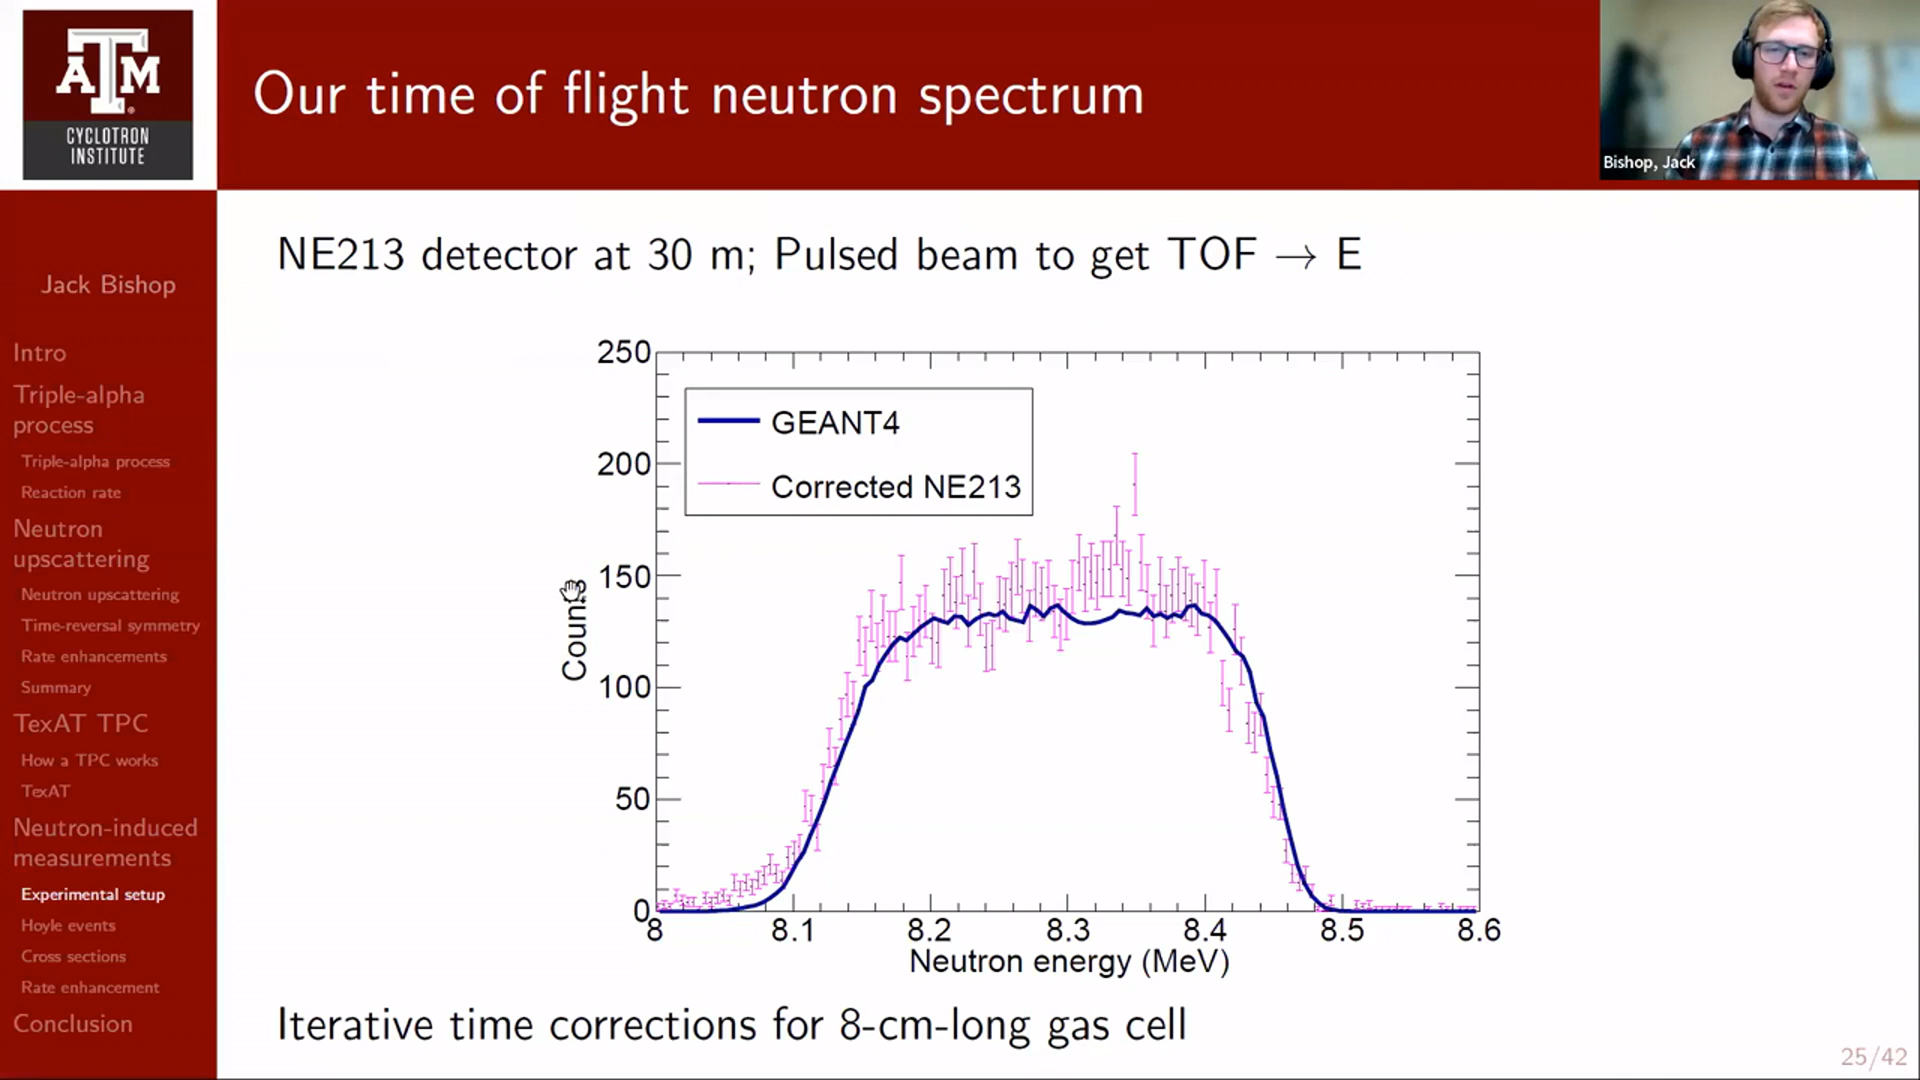 ATM
CYCLOTRON
INSTITUTE
Our time of flight neutron spectrum
Bishop, Jack
Jack Bishop
Intro
Triple-alpha
process
Triple-alpha process
Reaction rate
Neutron
upscattering
Neutron upscattering
Time-reversal symmetry
Rate enhancements
Summary
TexAT TPC
How a TPC works
TexAT
Neutron-induced
measurements
Experimental setup
Hoyle events
Cross sections
Rate enhancement
Conclusion
NE213 detector at 30 m; Pulsed beam to get TOF → E
250
200
150
100
50
0
Counts
GEANT4
Corrected NE213
8 8.1 8.2 8.3 8.4 8.5 8.6
Neutron energy (MeV)
Iterative time corrections for 8-cm-long gas cell
25/42